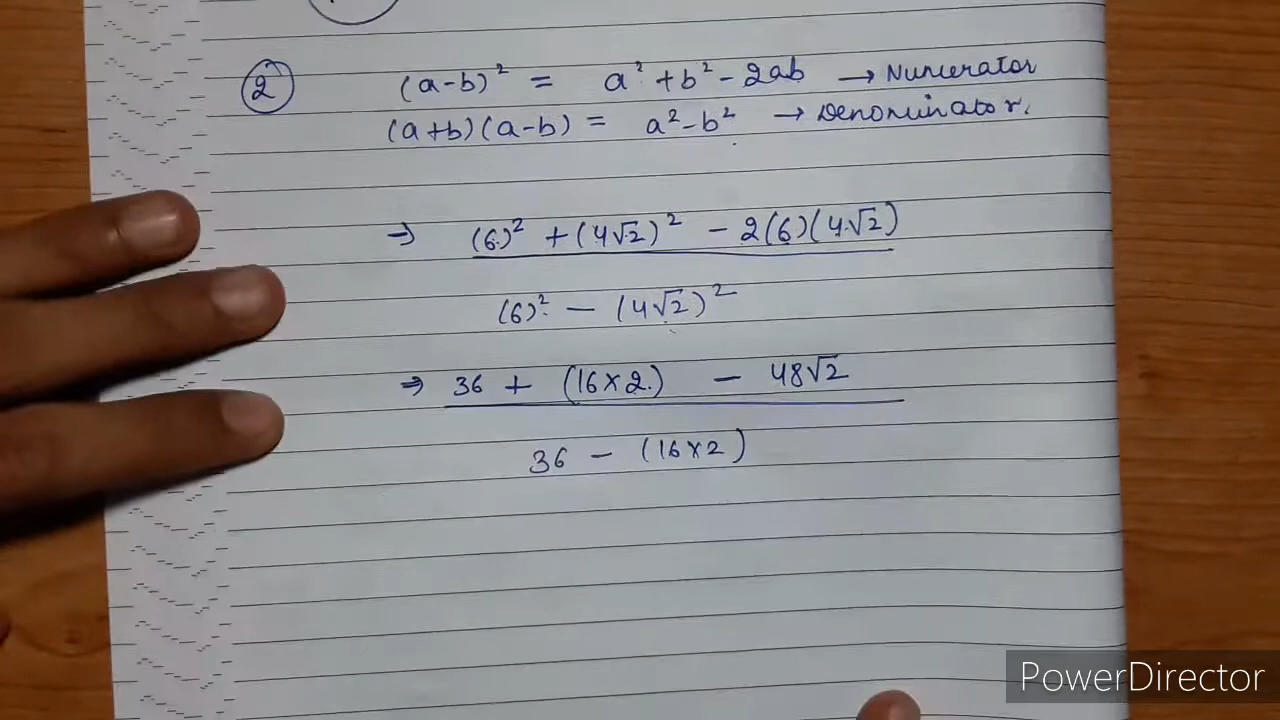 ② (a-b)² = a² + b² - 2ab → Numerator
(a+b)(a-b) = a² - b² → Denominator.
⇒ (6)² + (4√2)² - 2(6)(4√2)
(6)² - (4√2)²
⇒ 36 + (16×2) - 48√2
36 - (16×2)
PowerDirector